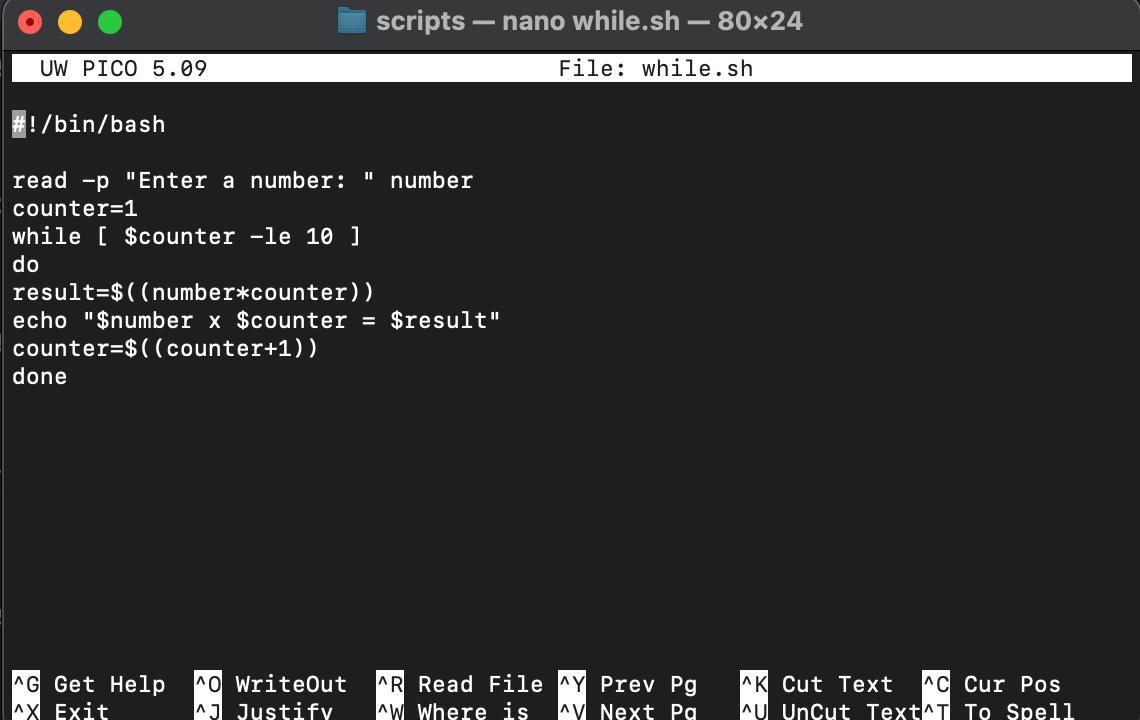 scripts — nano while.sh — 80×24
UW PICO 5.09 File: while.sh
#!/bin/bash
read -p "Enter a number: " number
counter=1
while [ $counter -le 10 ]
do
result=$((number*counter))
echo "$number x $counter = $result"
counter=$((counter+1))
done
^G Get Help ^O WriteOut ^R Read File ^Y Prev Pg ^K Cut Text ^C Cur Pos
^X Exit ^J Justify ^W Where is ^V Next Pg ^U UnCut Text^T To Spell